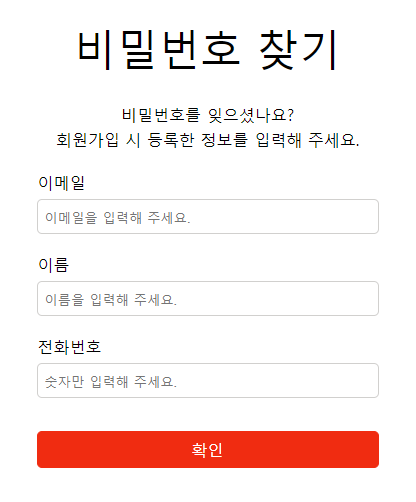 비밀번호 찾기
비밀번호를 잊으셨나요?
회원가입 시 등록한 정보를 입력해 주세요.
이메일
이메일을 입력해 주세요.
이름
이름을 입력해 주세요.
전화번호
숫자만 입력해 주세요.
확인